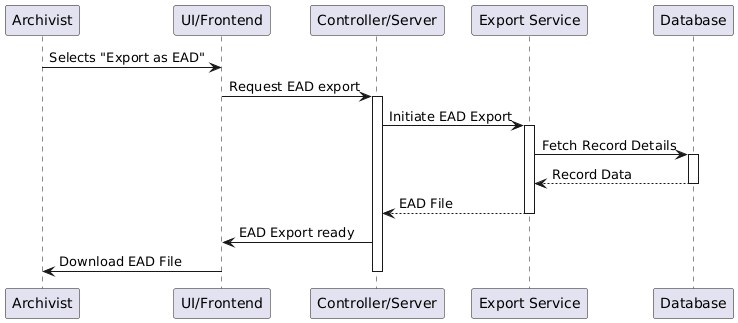 Archivist UI/Frontend Controller/Server Export Service Database
Selects "Export as EAD"
Request EAD export
Initiate EAD Export
Fetch Record Details
Record Data
EAD File
EAD Export ready
Download EAD File
Archivist UI/Frontend Controller/Server Export Service Database